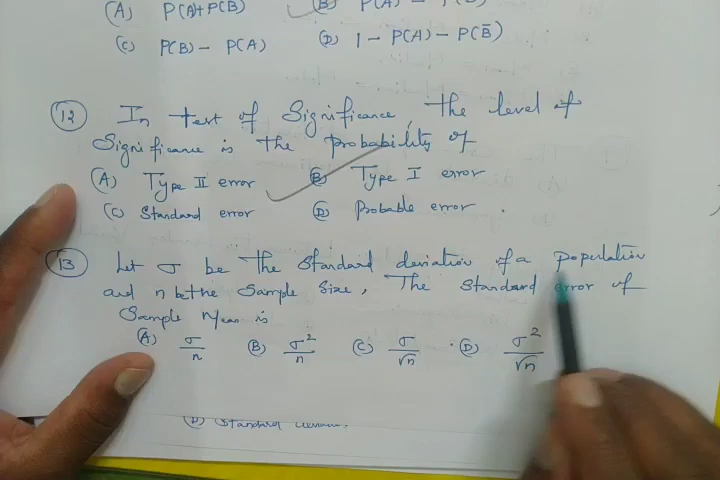 (A) P(A)+P(B) (B) P(A)
(C) P(B) – P(A) (D) 1 – P(A) – P(B̄)
(12) In test of Significance, the level of
Significance is the probability of
(A) Type II error (B) Type I error
(C) Standard error (D) Probable error .
(13) Let σ be the standard deviation of a population
and n be the sample size, The standard error of
Sample Mean is
(A) σ/n (B) σ²/n (C) σ/√n (D) σ²/√n
(D) Standard